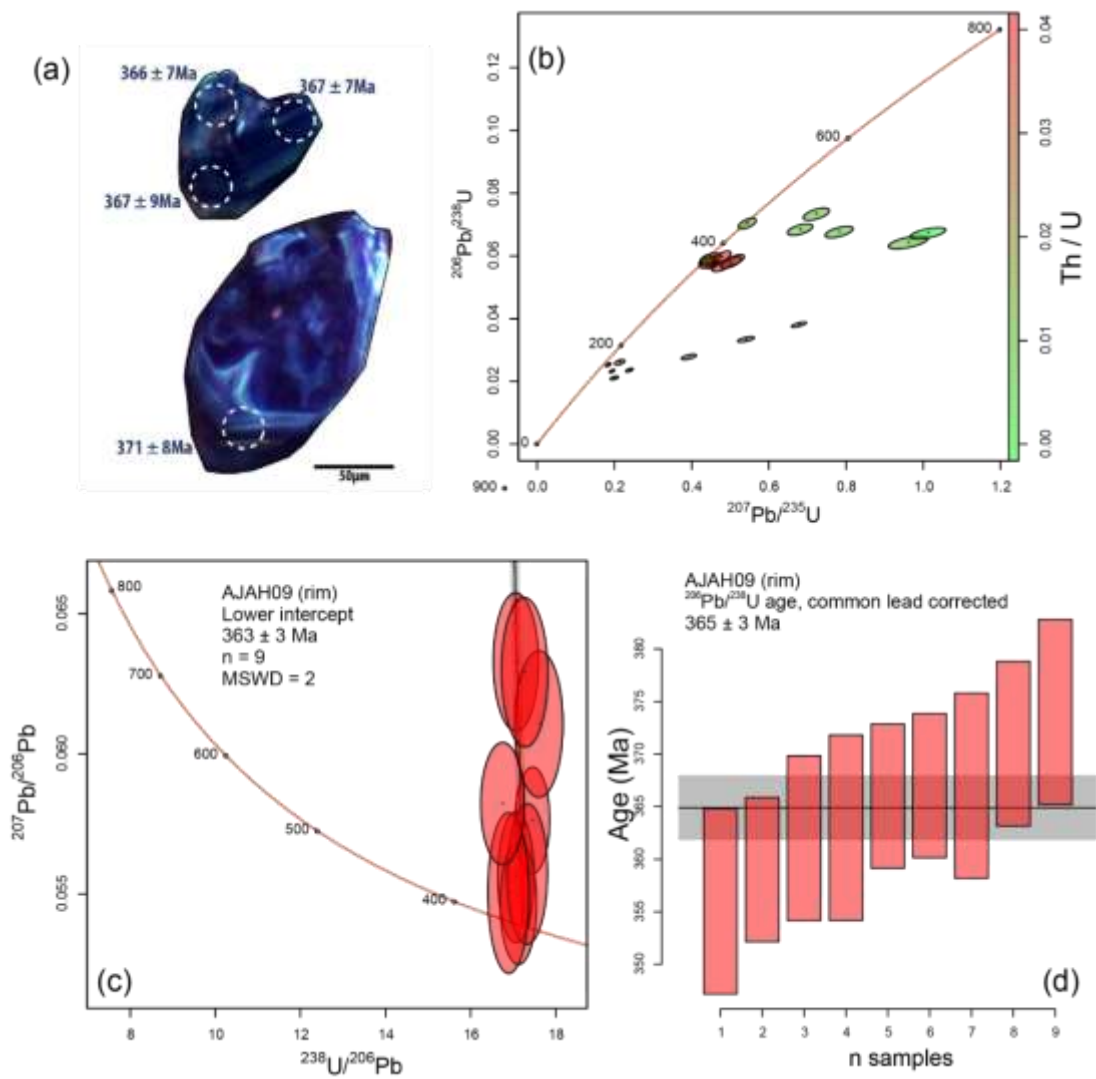 (a)
366 ± 7Ma
367 ± 7Ma
367 ± 9Ma
371 ± 8Ma
50µm
(b)
206Pb/238U
0.00 0.02 0.04 0.06 0.08 0.10 0.12
0 200 400 600 800
900
0.0 0.2 0.4 0.6 0.8 1.0 1.2
207Pb/235U
Th / U
0.00 0.01 0.02 0.03 0.04
(c)
AJAH09 (rim)
Lower intercept
363 ± 3 Ma
n = 9
MSWD = 2
800
700
600
500
400
207Pb/206Pb
0.055 0.060 0.065
8 10 12 14 16 18
238U/206Pb
AJAH09 (rim)
206Pb/238U age, common lead corrected
365 ± 3 Ma
Age (Ma)
350 355 360 365 370 375 380
(d)
1 2 3 4 5 6 7 8 9
n samples